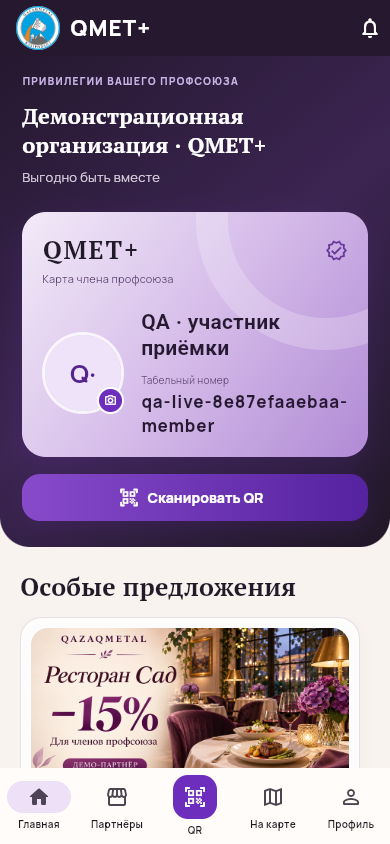 QMET+
ПРИВИЛЕГИИ ВАШЕГО ПРОФСОЮЗА
Демонстрационная
организация · QMET+
Выгодно быть вместе
QMET+
Карта члена профсоюза
QA · участник
приёмки
Табельный номер
qa-live-8e87efaaebaa-
member
Q·
Сканировать QR
Особые предложения
QAZAQMETAL
Ресторан Сад
−15%
Для членов профсоюза
ДЕМО-ПАРТНЁР
Главная
Партнёры
QR
На карте
Профиль